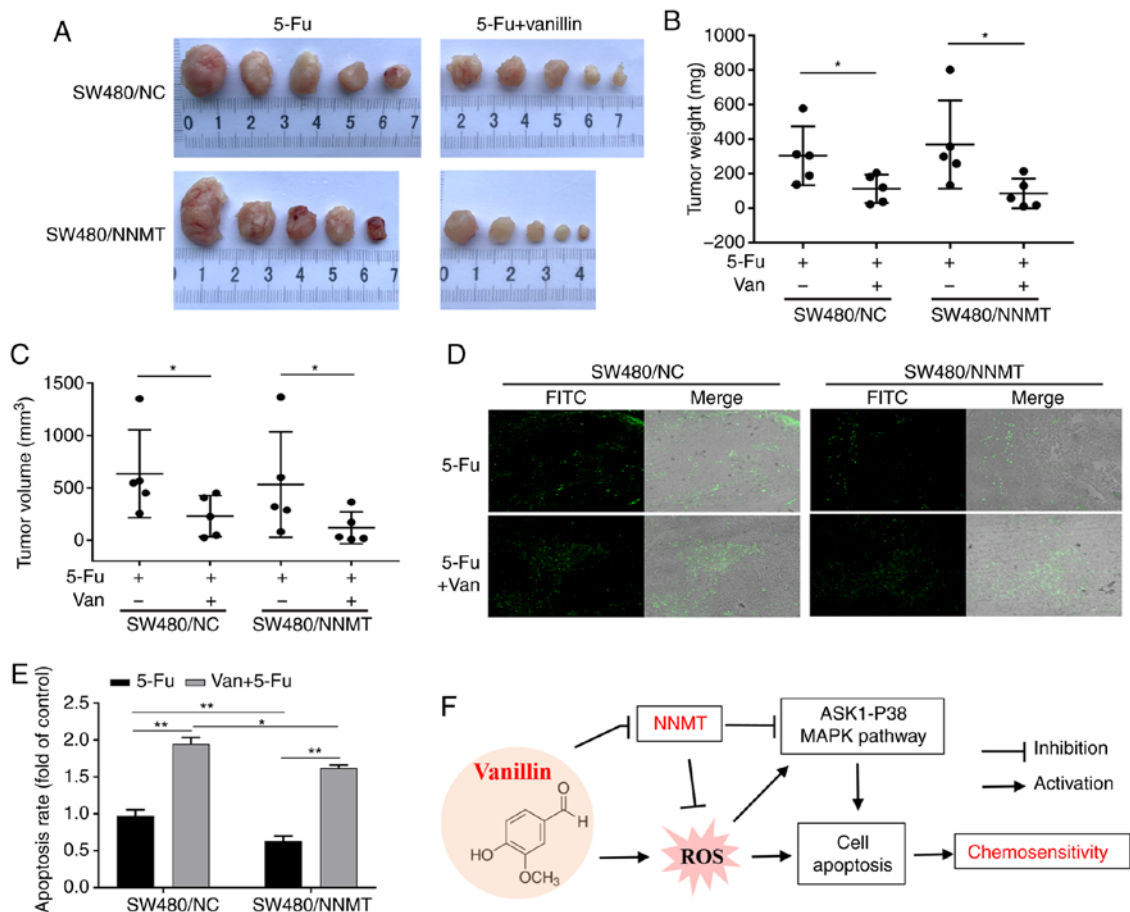 A
5-Fu
5-Fu+vanillin
SW480/NC
0 1 2 3 4 5 6 7
2 3 4 5 6 7
SW480/NNMT
0 1 2 3 4 5 6 7
0 1 2 3 4
B
Tumor weight (mg)
1000
800
600
400
200
0
−200
*
*
5-Fu + + + +
Van − + − +
SW480/NC SW480/NNMT
C
Tumor volume (mm³)
1500
1000
500
0
*
*
5-Fu + + + +
Van − + − +
SW480/NC SW480/NNMT
D
SW480/NC SW480/NNMT
FITC Merge FITC Merge
5-Fu
5-Fu
+Van
E
5-Fu Van+5-Fu
Apoptosis rate (fold of control)
2.5
2.0
1.5
1.0
0.5
0.0
**
**
*
**
SW480/NC SW480/NNMT
F
NNMT
ASK1-P38
MAPK pathway
Inhibition
Activation
Vanillin
O
H
HO
OCH₃
ROS
Cell
apoptosis
Chemosensitivity